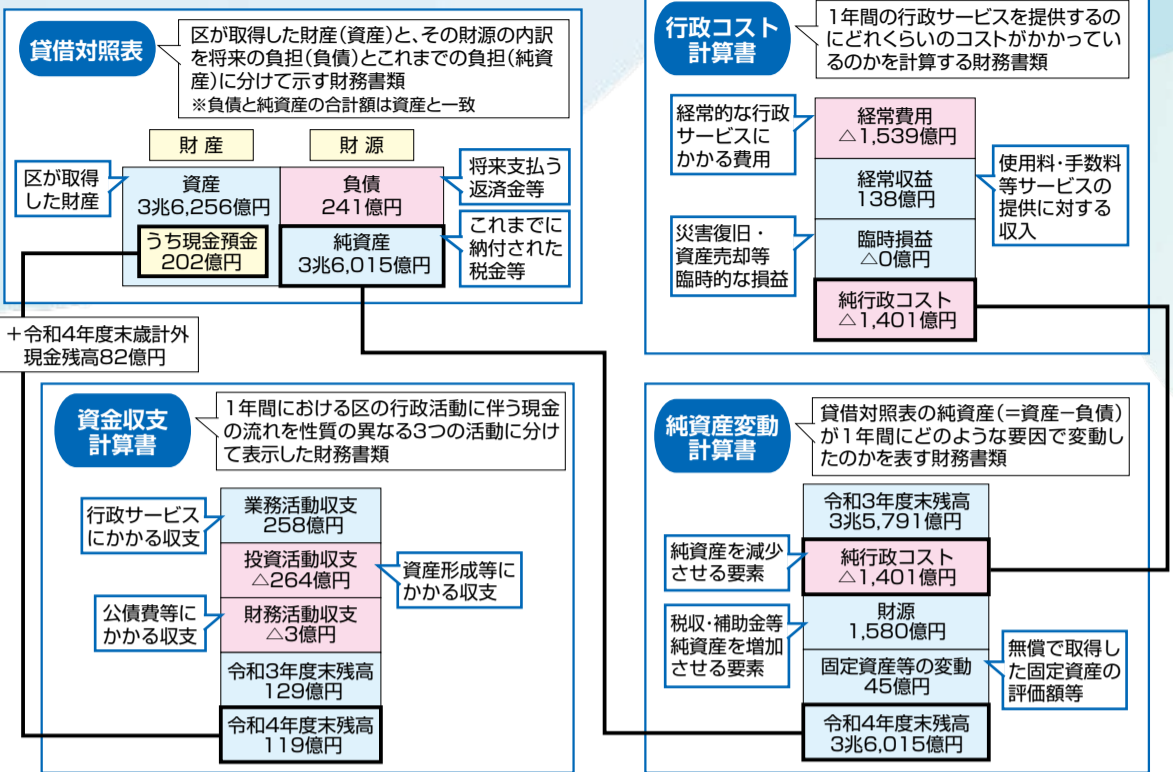 貸借対照表
区が取得した財産(資産)と、その財源の内訳
を将来の負担(負債)とこれまでの負担(純資
産)に分けて示す財務書類
※負債と純資産の合計額は資産と一致
財産
財源
区が取得
した財産
資産
3兆6,256億円
うち現金預金
202億円
負債
241億円
純資産
3兆6,015億円
将来支払う
返済金等
これまでに
納付された
税金等
+令和4年度末歳計外
現金残高82億円
行政コスト
計算書
1年間の行政サービスを提供するの
にどれくらいのコストがかかってい
るのかを計算する財務書類
経常的な行政
サービスに
かかる費用
経常費用
△1,539億円
経常収益
138億円
使用料・手数料
等サービスの
提供に対する
収入
災害復旧・
資産売却等
臨時的な損益
臨時損益
△0億円
純行政コスト
△1,401億円
資金収支
計算書
1年間における区の行政活動に伴う現金
の流れを性質の異なる3つの活動に分け
て表示した財務書類
行政サービス
にかかる収支
業務活動収支
258億円
投資活動収支
△264億円
資産形成等に
かかる収支
公債費等に
かかる収支
財務活動収支
△3億円
令和3年度末残高
129億円
令和4年度末残高
119億円
純資産変動
計算書
貸借対照表の純資産(=資産−負債)
が1年間にどのような要因で変動し
たのかを表す財務書類
令和3年度末残高
3兆5,791億円
純資産を減少
させる要素
純行政コスト
△1,401億円
税収・補助金等
純資産を増加
させる要素
財源
1,580億円
固定資産等の変動
45億円
無償で取得し
た固定資産の
評価額等
令和4年度末残高
3兆6,015億円